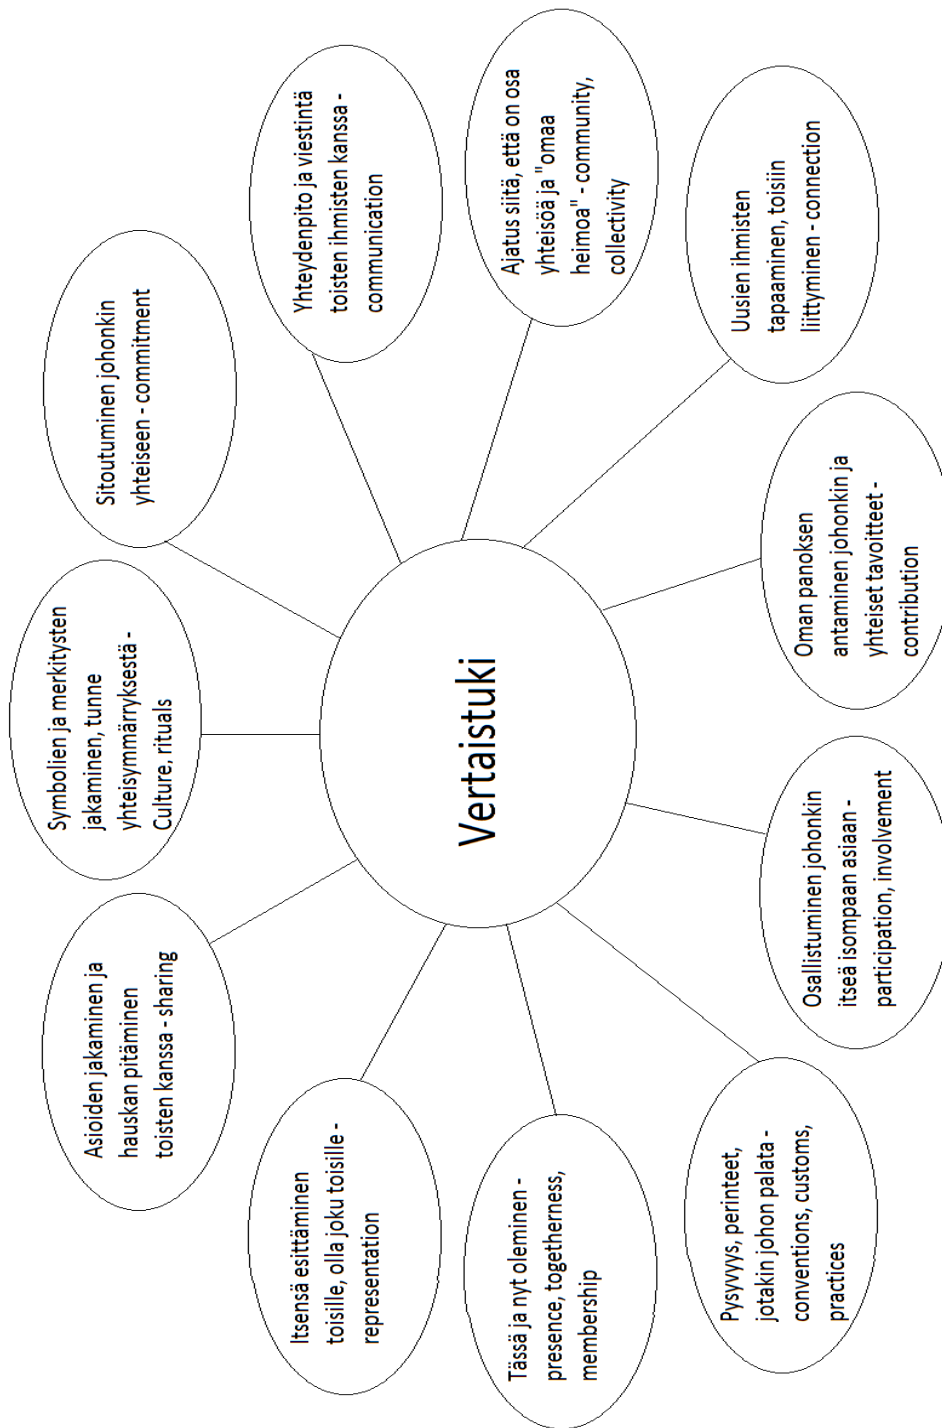 Symbolien ja merkitysten
jakaminen, tunne
yhteisymmärryksestä -
Culture, rituals
Sitoutuminen johonkin
yhteiseen - commitment
Yhteydenpito ja viestintä
toisten ihmisten kanssa -
communication
Ajatus siitä, että on osa
yhteisöä ja "omaa
heimoa" - community,
collectivity
Uusien ihmisten
tapaaminen, toisiin
liittyminen - connection
Oman panoksen
antaminen johonkin ja
yhteiset tavoitteet -
contribution
Osallistuminen johonkin
itseä isompaan asiaan -
participation, involvement
Pysyvyys, perinteet,
jotakin johon palata -
conventions, customs,
practices
Tässä ja nyt oleminen -
presence, togetherness,
membership
Itsensä esittäminen
toisille, olla joku toisille -
representation
Asioiden jakaminen ja
hauskan pitäminen
toisten kanssa - sharing
Vertaistuki